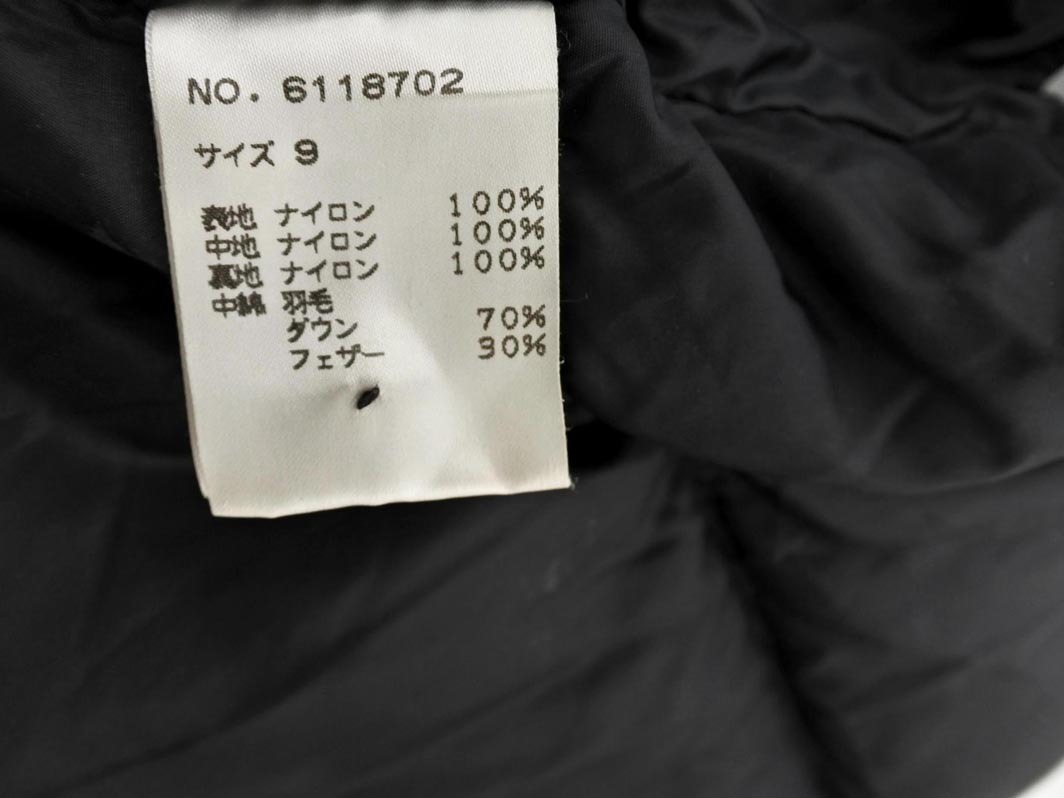 NO. 6118702
サイズ 9
表地 ナイロン 100%
中地 ナイロン 100%
裏地 ナイロン 100%
中綿 羽毛
ダウン 70%
フェザー 30%